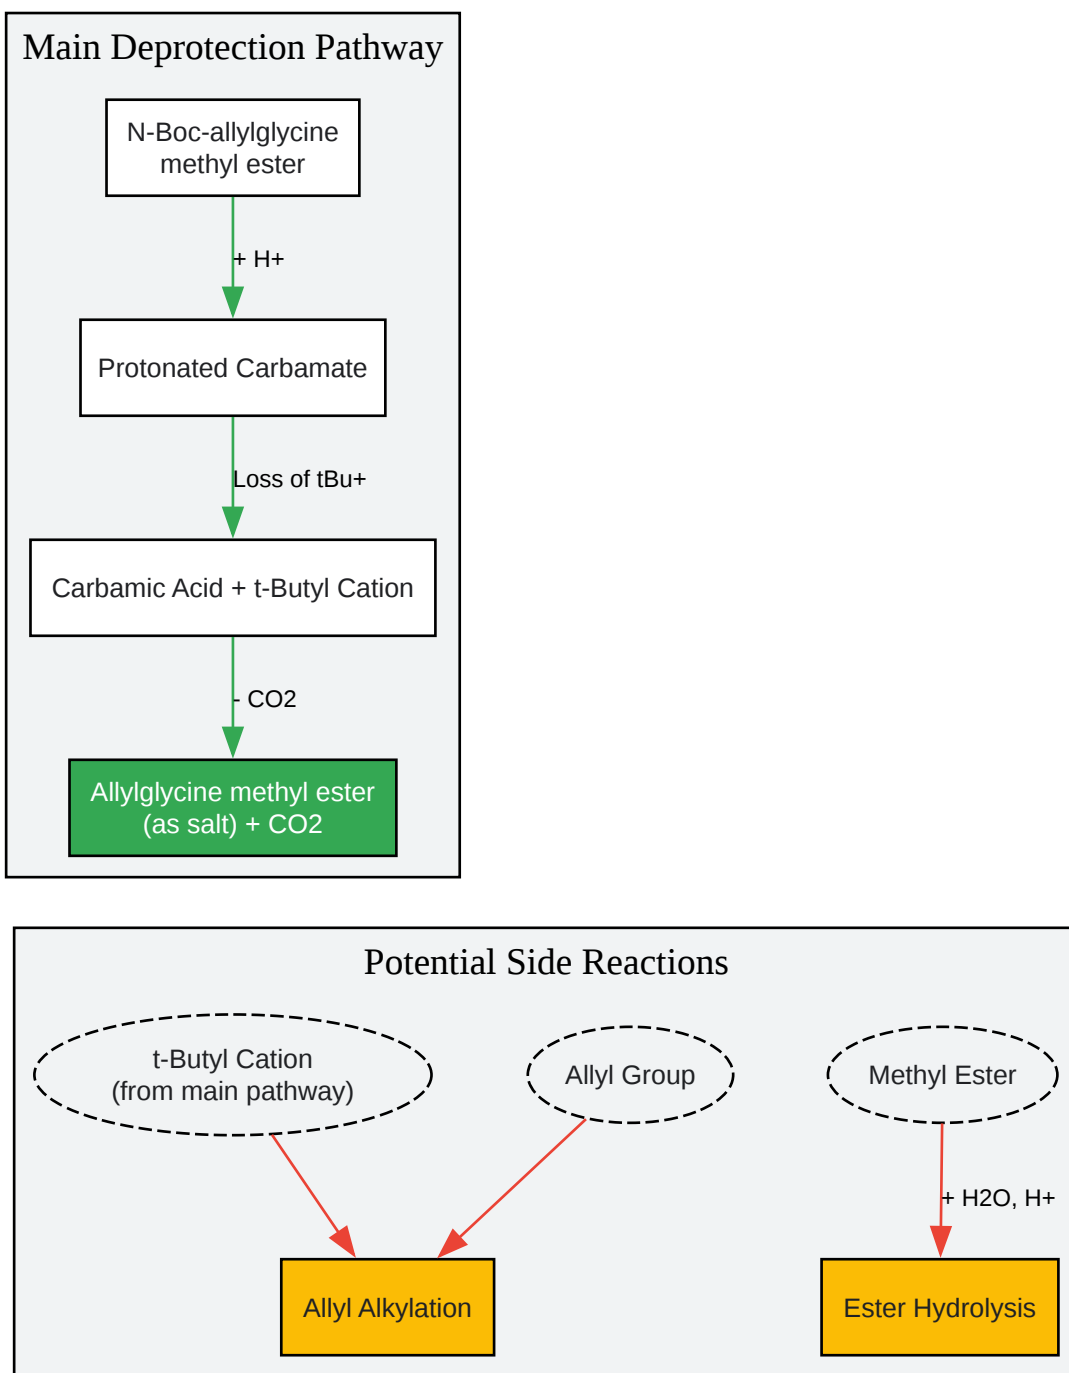 Main Deprotection Pathway
N-Boc-allylglycine
methyl ester
+ H+
Protonated Carbamate
Loss of tBu+
Carbamic Acid + t-Butyl Cation
- CO2
Allylglycine methyl ester
(as salt) + CO2
Potential Side Reactions
t-Butyl Cation
(from main pathway)
Allyl Group
Methyl Ester
+ H2O, H+
Allyl Alkylation
Ester Hydrolysis